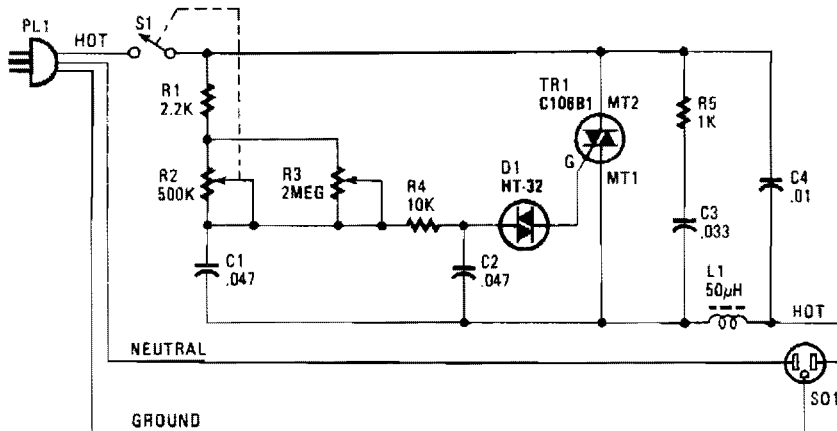 PL1
HOT
S1
R1
2.2K
TR1
C106B1
MT2
R5
1K
R2
500K
R3
2MEG
R4
10K
D1
HT-32
G
MT1
C4
.01
C1
.047
C2
.047
C3
.033
L1
50μH
HOT
NEUTRAL
SO1
GROUND